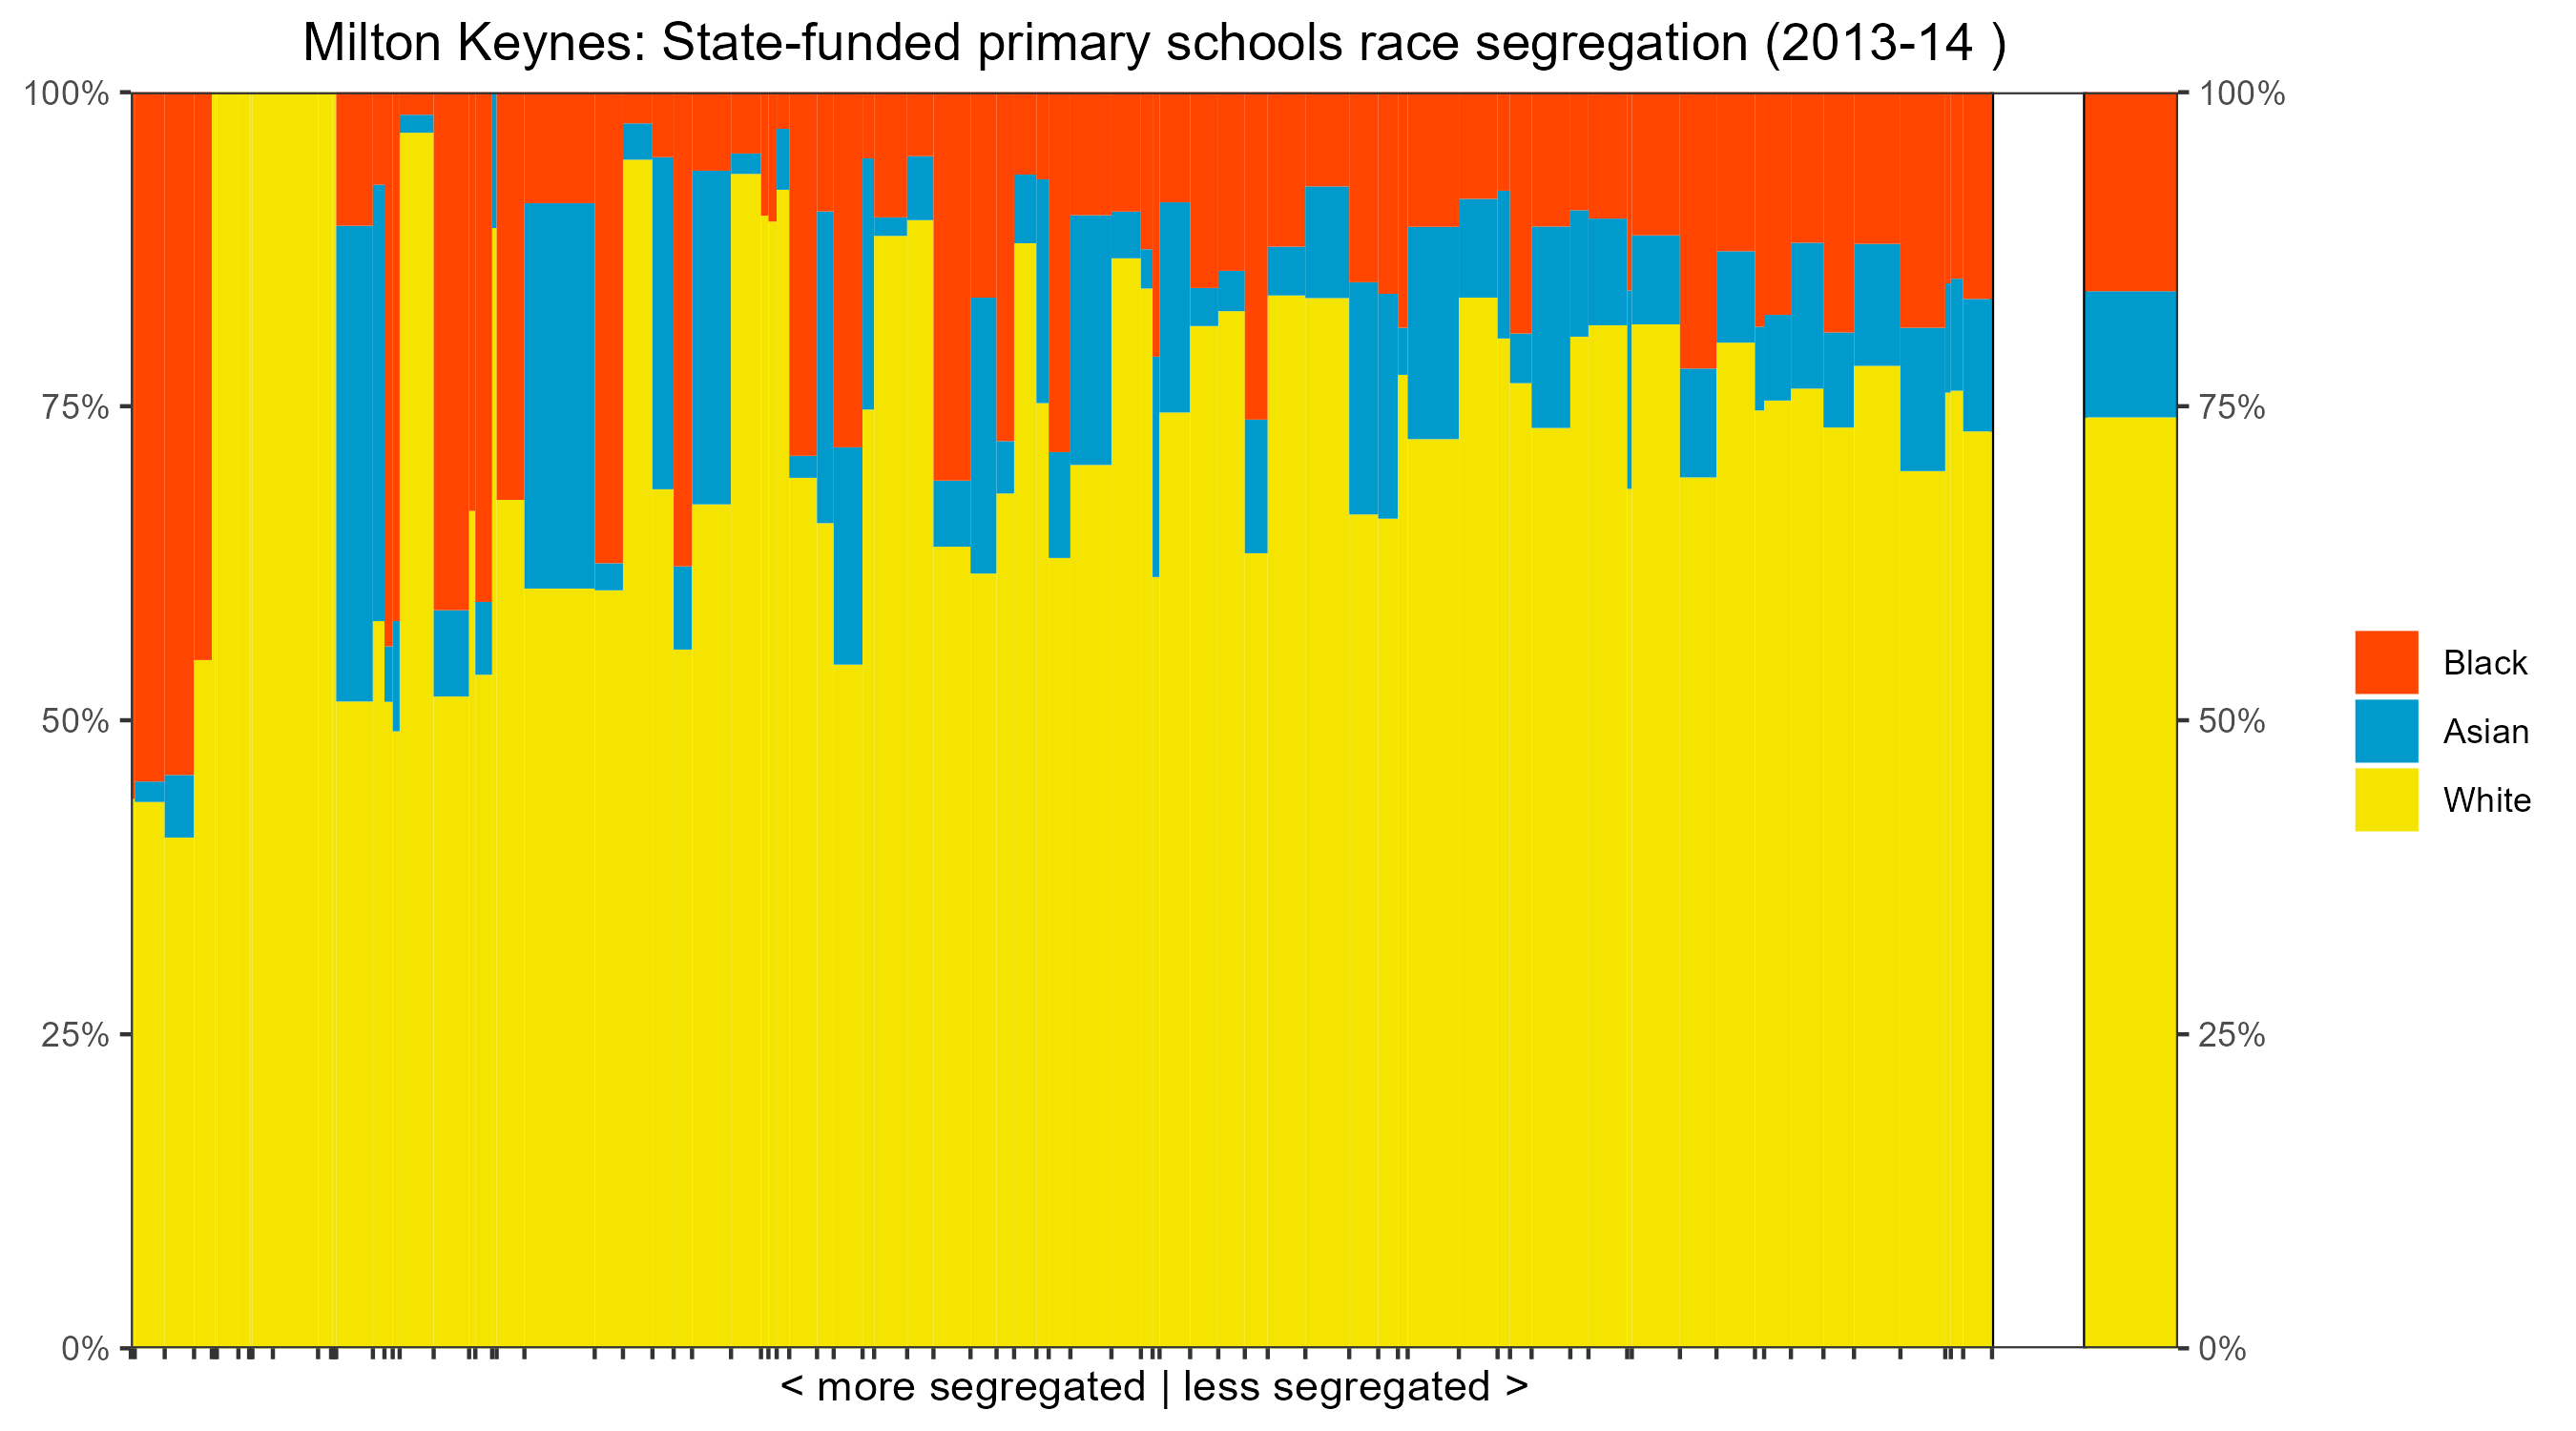 Milton Keynes: State-funded primary schools race segregation (2013-14 )
100%
75%
50%
25%
0%
100%
75%
50%
25%
0%
Black
Asian
White
< more segregated | less segregated >